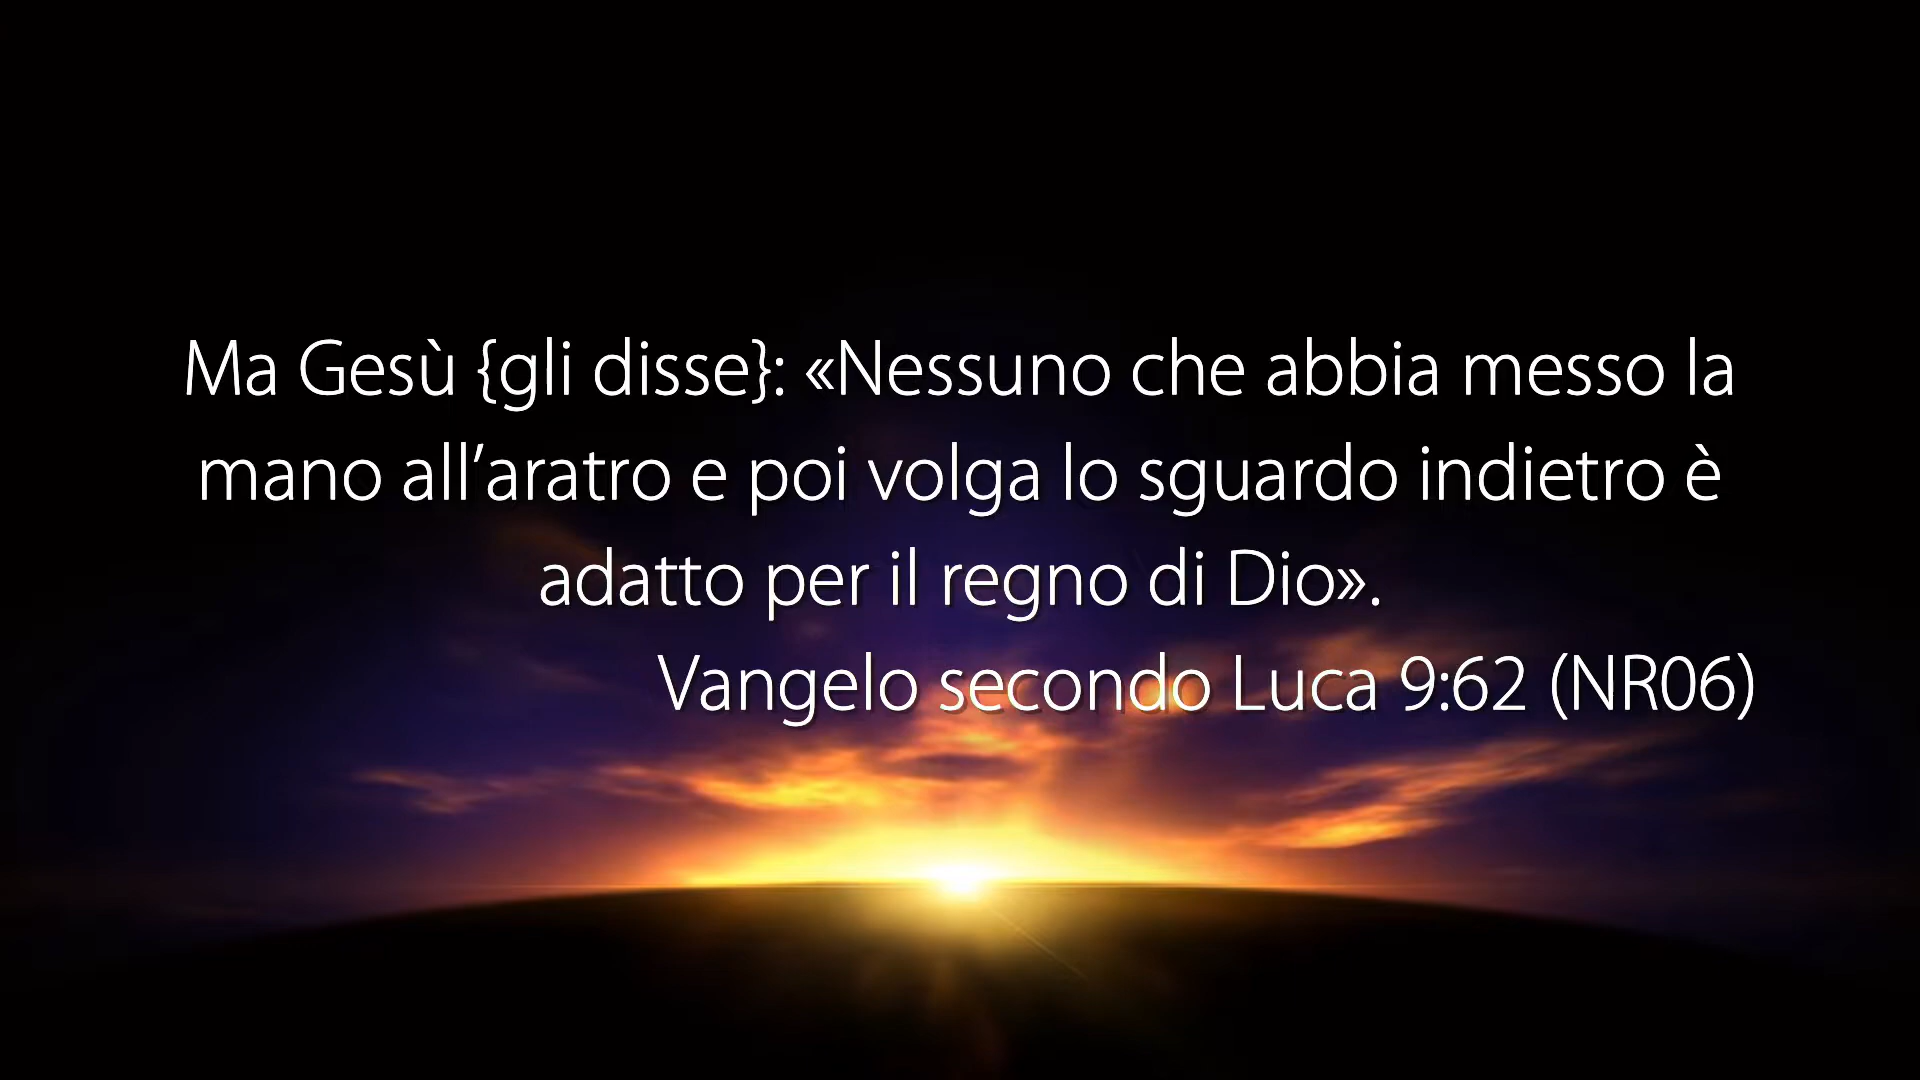 Ma Gesù {gli disse}: «Nessuno che abbia messo la
mano all’aratro e poi volga lo sguardo indietro è
adatto per il regno di Dio».
Vangelo secondo Luca 9:62 (NR06)